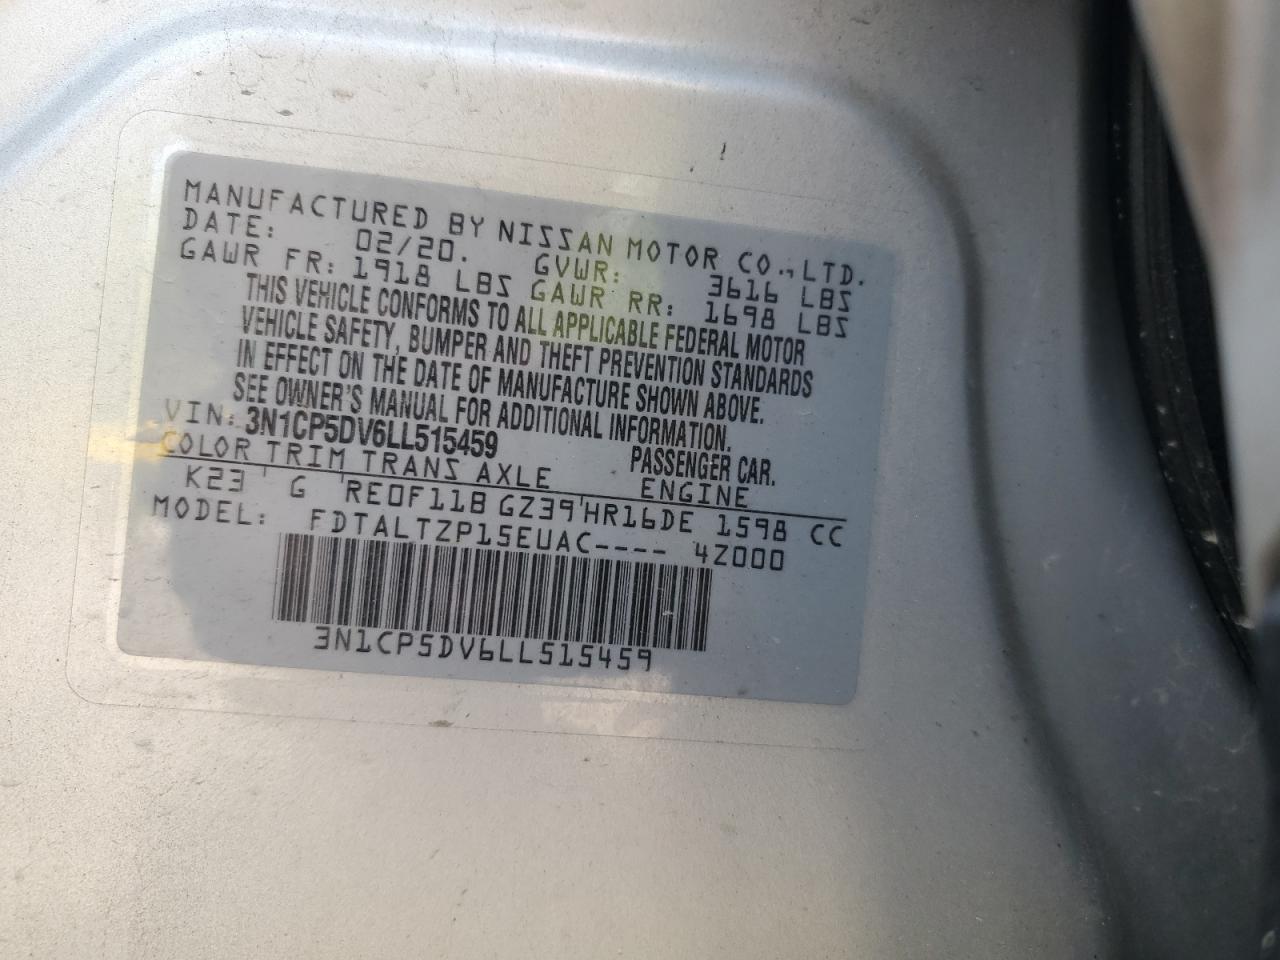 MANUFACTURED BY NISSAN MOTOR CO.,LTD.
DATE: 02/20. GVWR: 3616 LBS
GAWR FR: 1918 LBS GAWR RR: 1698 LBS
THIS VEHICLE CONFORMS TO ALL APPLICABLE FEDERAL MOTOR
VEHICLE SAFETY, BUMPER AND THEFT PREVENTION STANDARDS
IN EFFECT ON THE DATE OF MANUFACTURE SHOWN ABOVE.
SEE OWNER'S MANUAL FOR ADDITIONAL INFORMATION.
VIN: 3N1CP5DV6LL515459 PASSENGER CAR.
COLOR TRIM TRANS AXLE ENGINE
K23 G RE0F11B GZ39 HR16DE 1598 CC
MODEL: FDTALTZP15EUAC---- 4Z000
3N1CP5DV6LL515459